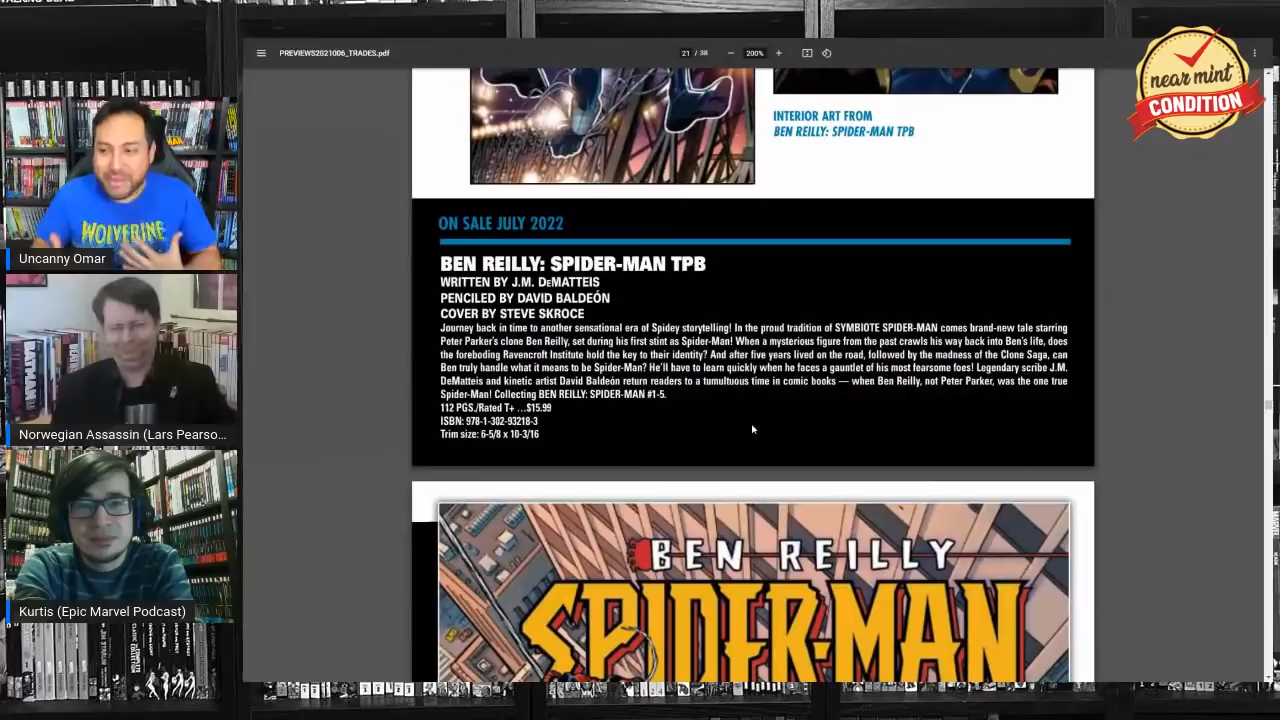 PREVIEWS2021006_TRADES.pdf
21 / 38
200%
near mint
CONDITION
INTERIOR ART FROM
BEN REILLY: SPIDER-MAN TPB
ON SALE JULY 2022
BEN REILLY: SPIDER-MAN TPB
WRITTEN BY J.M. DeMATTEIS
PENCILED BY DAVID BALDEÓN
COVER BY STEVE SKROCE
Journey back in time to another sensational era of Spidey storytelling! In the proud tradition of SYMBIOTE SPIDER-MAN comes brand-new tale starring
Peter Parker's clone Ben Reilly, set during his first stint as Spider-Man! When a mysterious figure from the past crawls his way back into Ben's life, does
the foreboding Ravencroft Institute hold the key to their identity? And after five years lived on the road, followed by the madness of the Clone Saga, can
Ben truly handle what it means to be Spider-Man? He'll have to learn quickly when he faces a gauntlet of his most fearsome foes! Legendary scribe J.M.
DeMatteis and kinetic artist David Baldeón return readers to a tumultuous time in comic books — when Ben Reilly, not Peter Parker, was the one true
Spider-Man! Collecting BEN REILLY: SPIDER-MAN #1-5.
112 PGS./Rated T+ ...$15.99
ISBN: 978-1-302-93218-3
Trim size: 6-5/8 x 10-3/16
BEN REILLY
SPIDER-MAN
WOLVERINE
Uncanny Omar
Norwegian Assassin (Lars Pearso...
Kurtis (Epic Marvel Podcast)